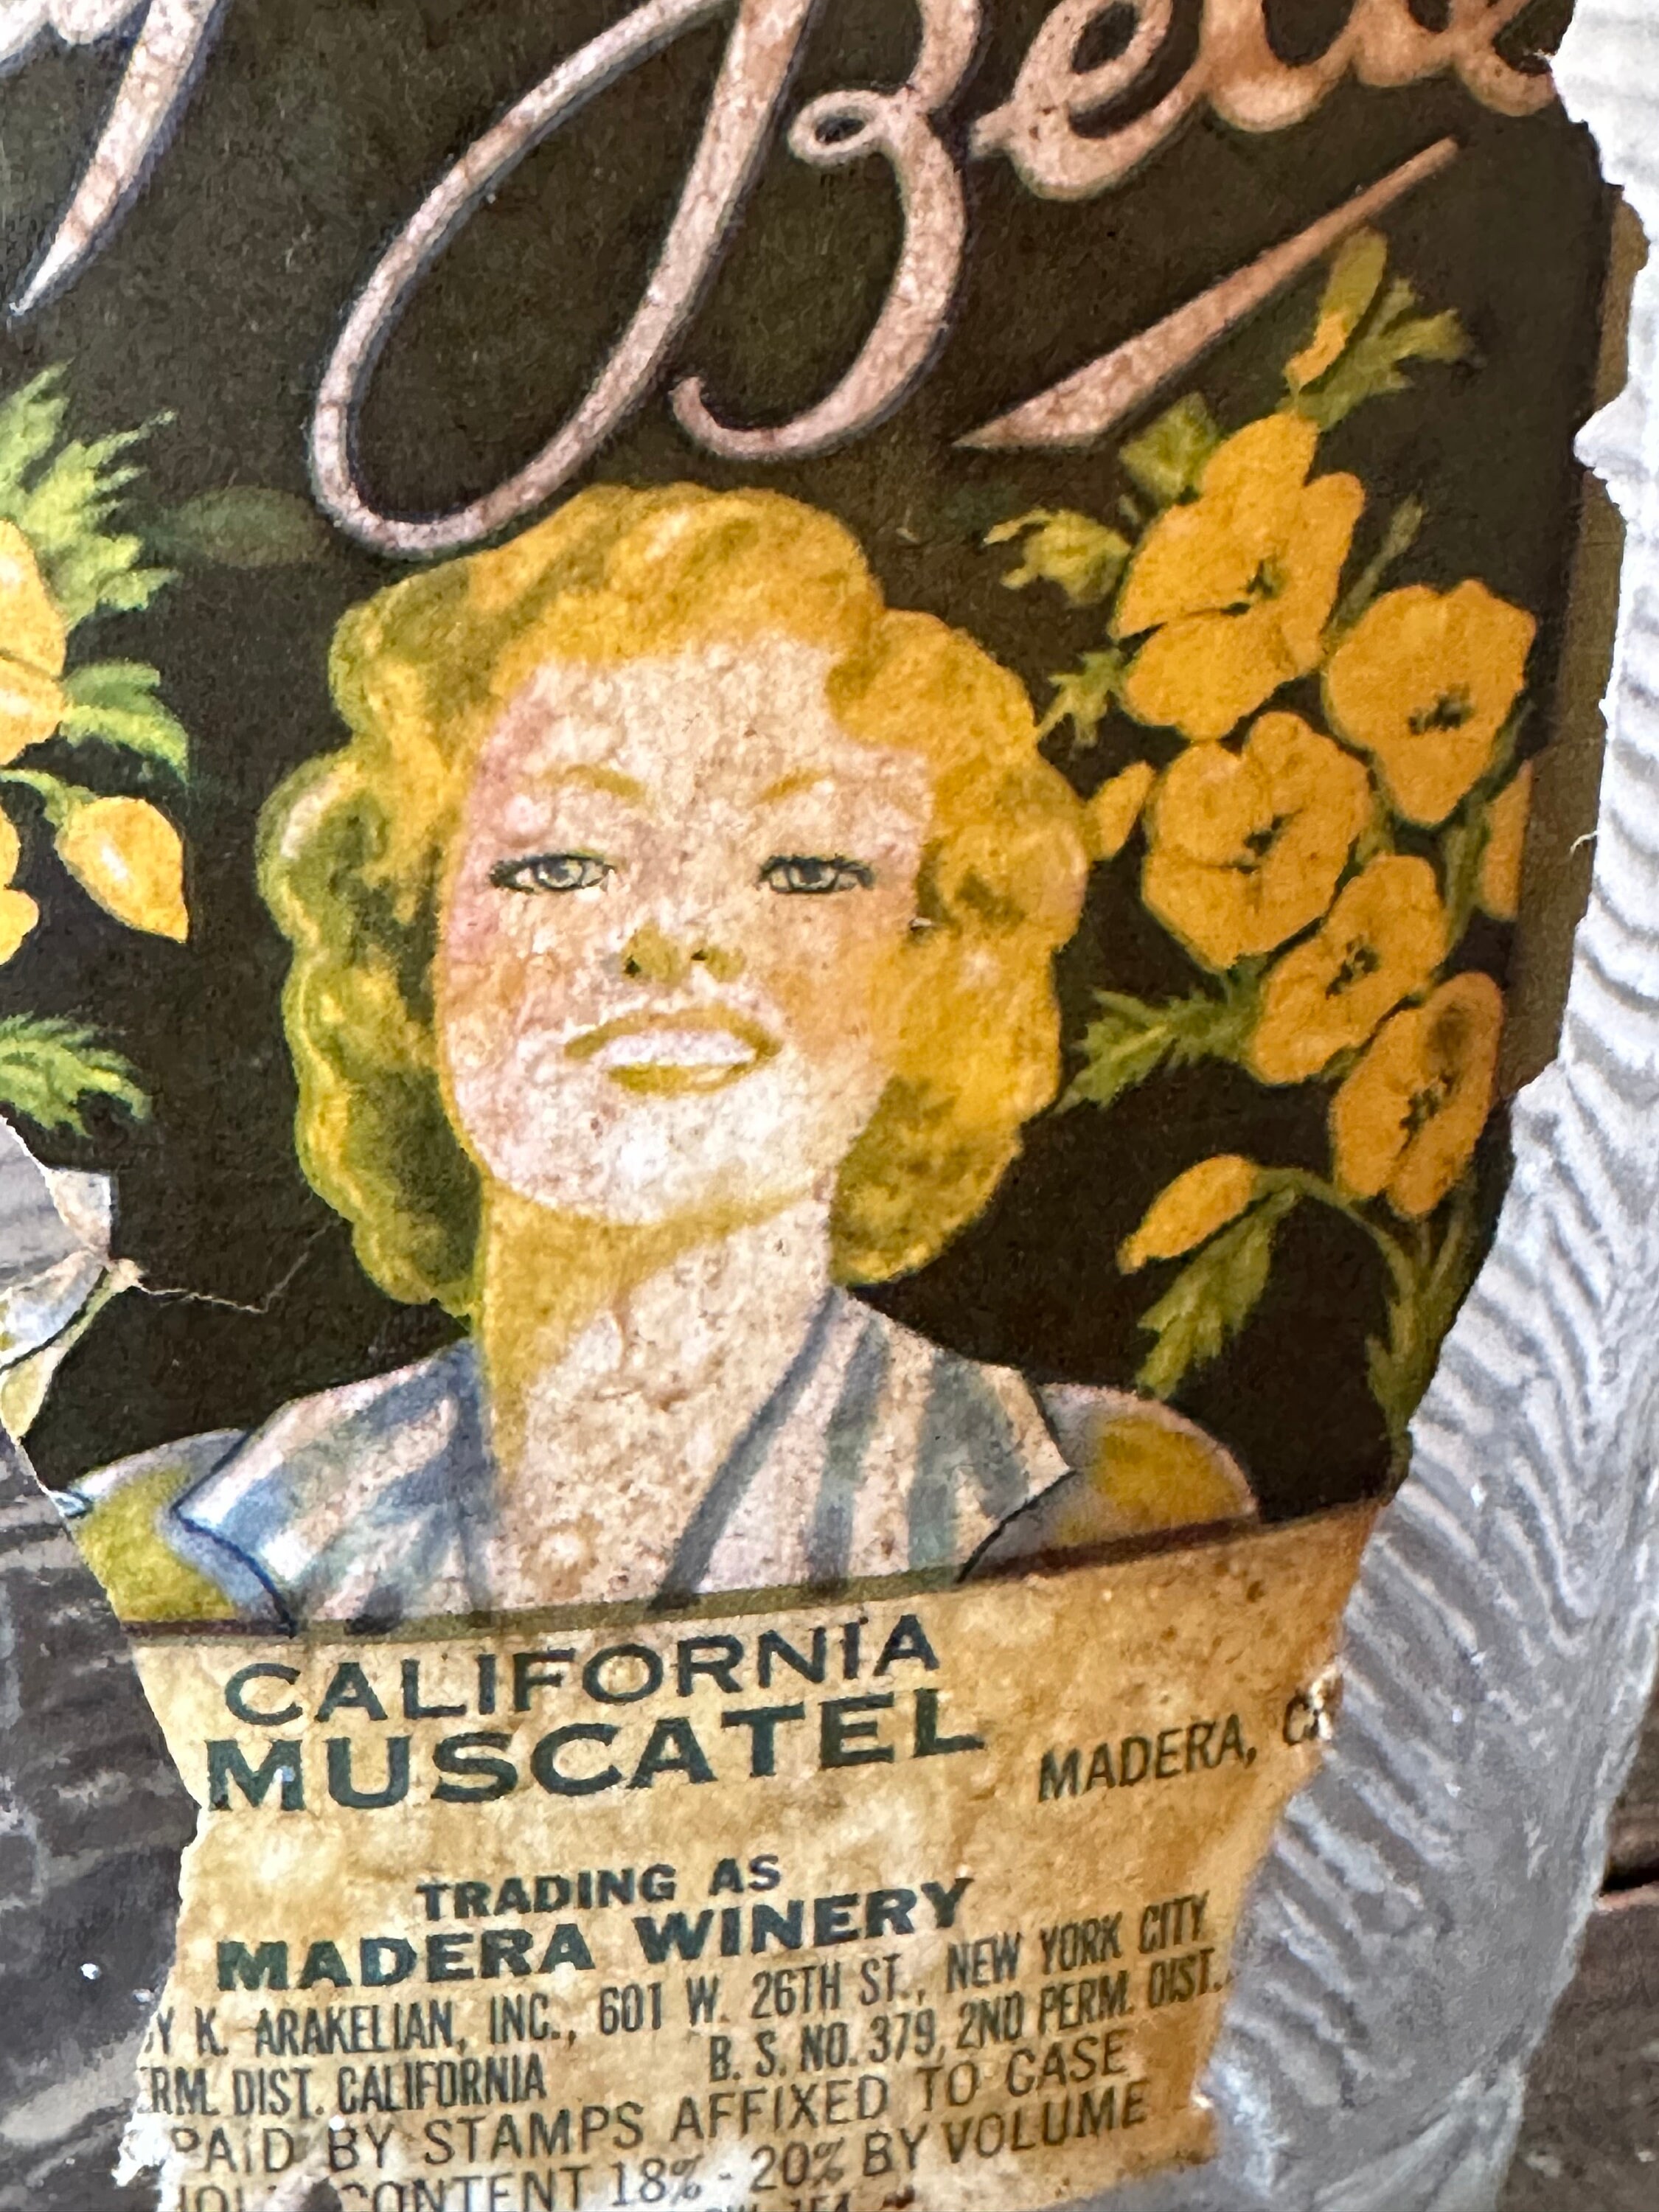 CALIFORNIA
MUSCATEL
MADERA,
TRADING AS
MADERA WINERY
K. ARAKELIAN, INC., 601 W. 26TH ST., NEW YORK CITY
RM. DIST. CALIFORNIA B. S. NO. 379, 2ND PERM. DIST.
PAID BY STAMPS AFFIXED TO CASE
CONTENT 18% - 20% BY VOLUME